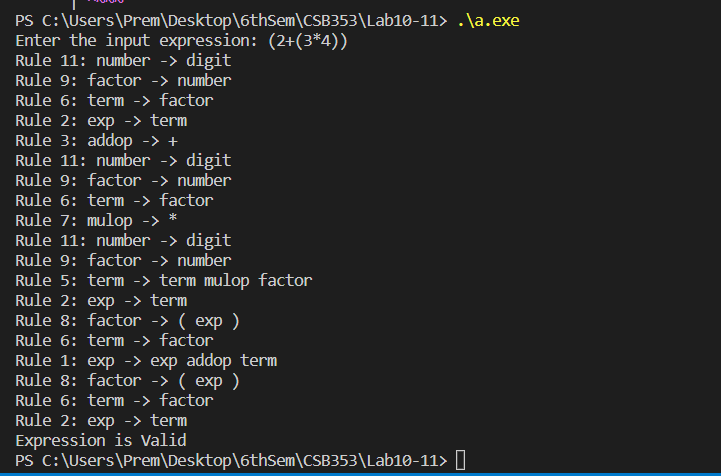 PS C:\Users\Prem\Desktop\6thSem\CSB353\Lab10-11> .\a.exe
Enter the input expression: (2+(3*4))
Rule 11: number -> digit
Rule 9: factor -> number
Rule 6: term -> factor
Rule 2: exp -> term
Rule 3: addop -> +
Rule 11: number -> digit
Rule 9: factor -> number
Rule 6: term -> factor
Rule 7: mulop -> *
Rule 11: number -> digit
Rule 9: factor -> number
Rule 5: term -> term mulop factor
Rule 2: exp -> term
Rule 8: factor -> ( exp )
Rule 6: term -> factor
Rule 1: exp -> exp addop term
Rule 8: factor -> ( exp )
Rule 6: term -> factor
Rule 2: exp -> term
Expression is Valid
PS C:\Users\Prem\Desktop\6thSem\CSB353\Lab10-11>